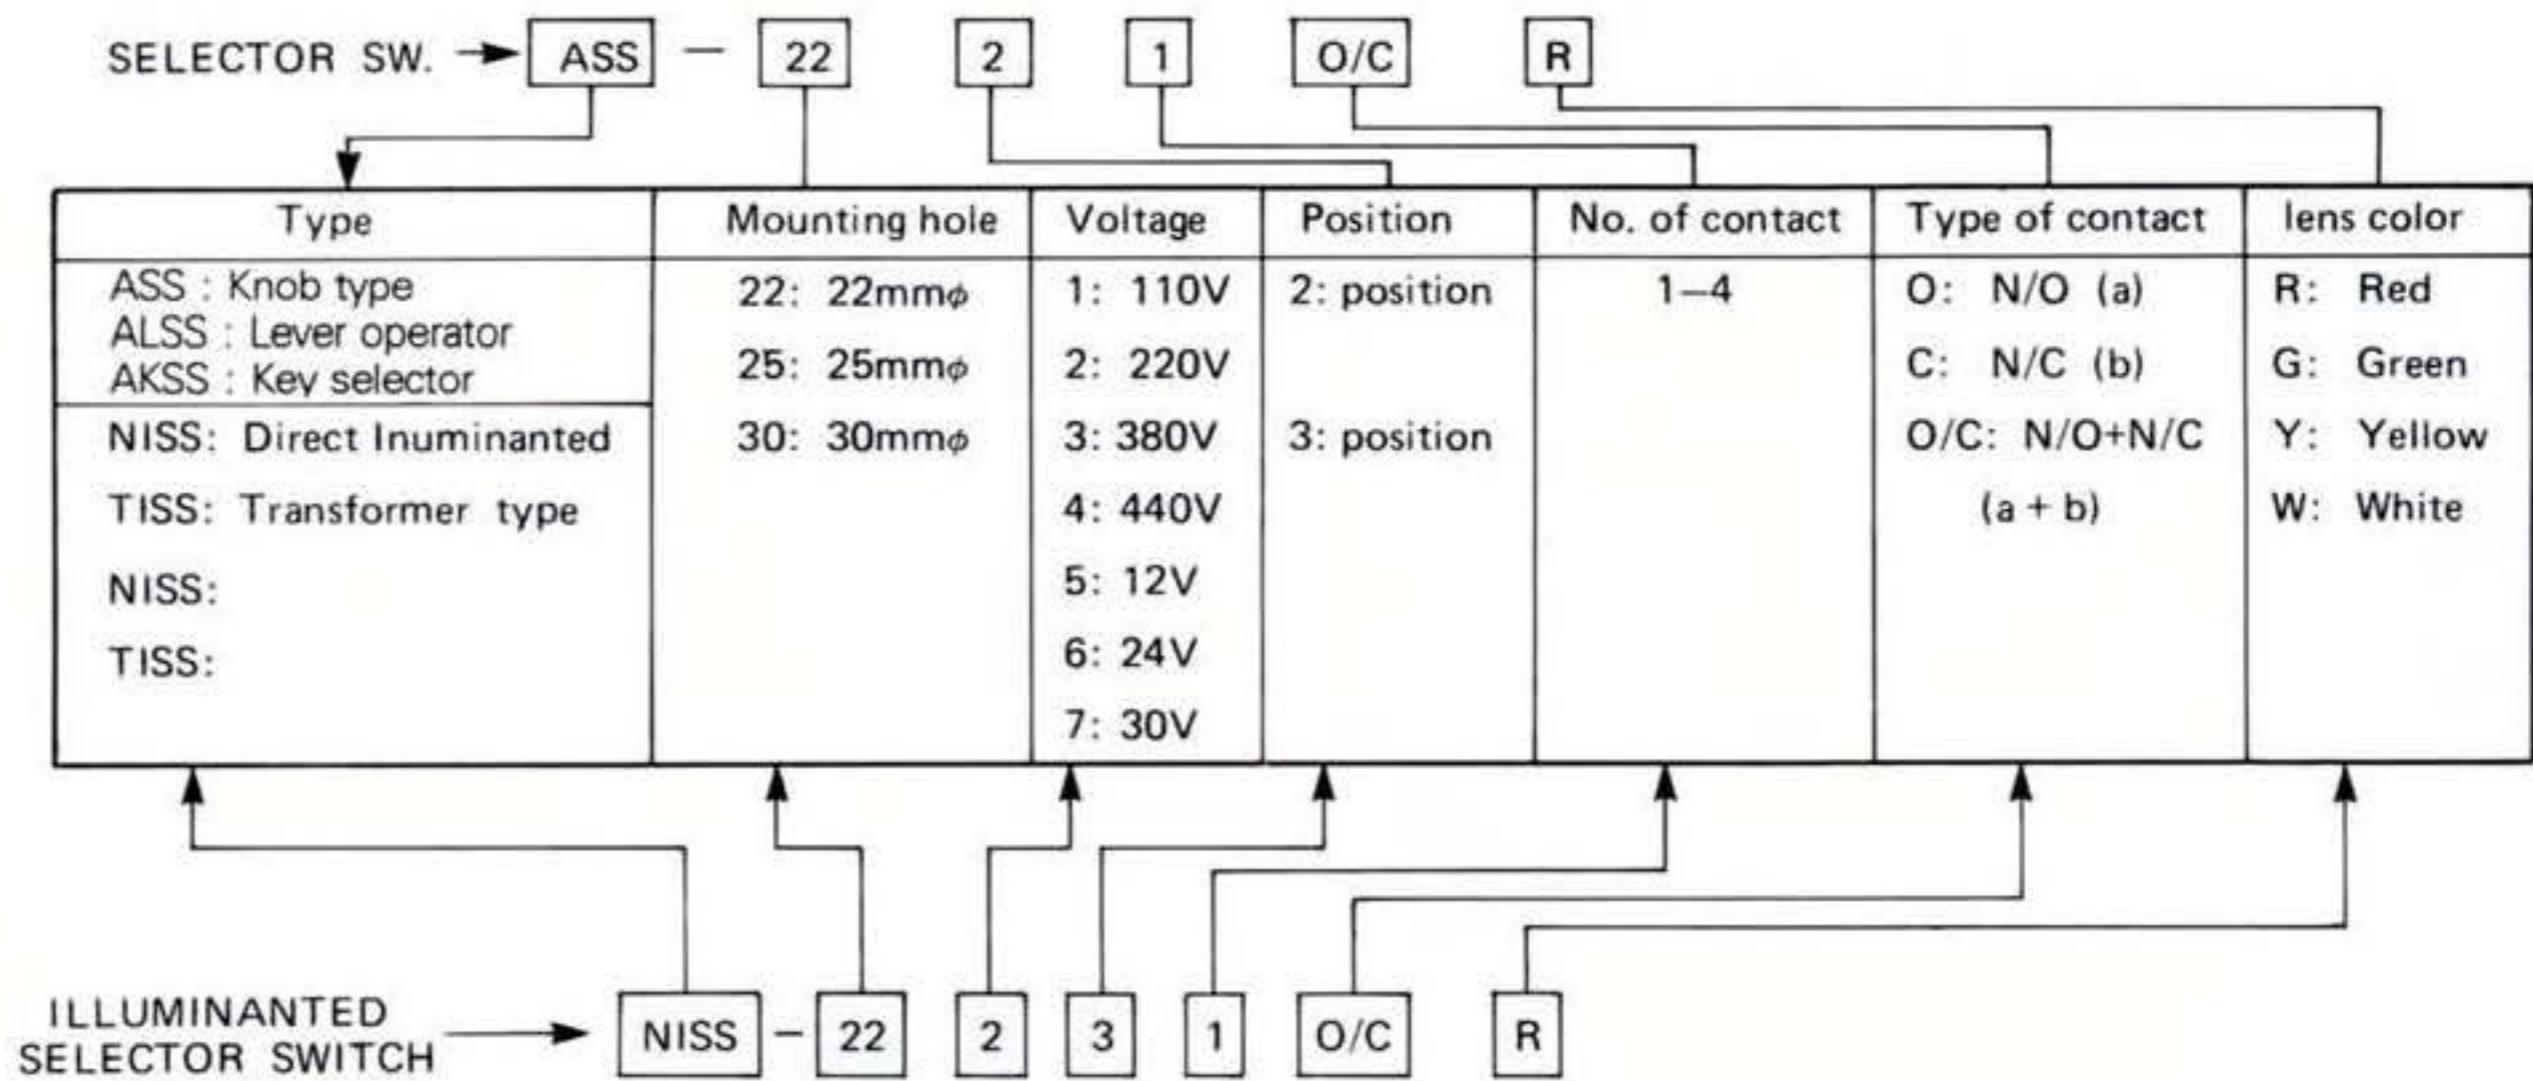 SELECTOR SW. ASS — 22 2 1 O/C R
Type Mounting hole Voltage Position No. of contact Type of contact lens color
ASS : Knob type 22: 22mmφ 1: 110V 2: position 1—4 O: N/O (a) R: Red
ALSS : Lever operator
AKSS : Key selector 25: 25mmφ 2: 220V C: N/C (b) G: Green
NISS: Direct Inuminanted 30: 30mmφ 3: 380V 3: position O/C: N/O+N/C Y: Yellow
TISS: Transformer type 4: 440V (a + b) W: White
NISS: 5: 12V
TISS: 6: 24V
7: 30V
ILLUMINANTED
SELECTOR SWITCH NISS — 22 2 3 1 O/C R